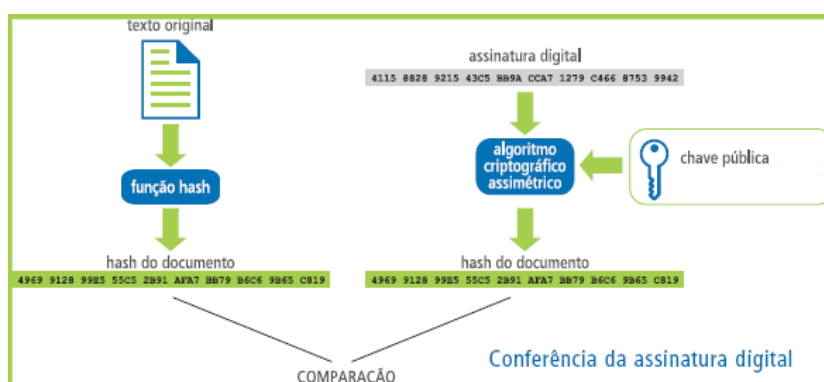 texto original
função hash
hash do documento
4969 9128 99E5 55C5 2B91 AFA7 BB79 B6C6 9B65 C819
assinatura digital
4115 8828 9215 43C5 BB9A CCA7 1279 C466 8753 9942
algoritmo
criptográfico
assimétrico
chave pública
hash do documento
4969 9128 99E5 55C5 2B91 AFA7 BB79 B6C6 9B65 C819
COMPARAÇÃO
Conferência da assinatura digital